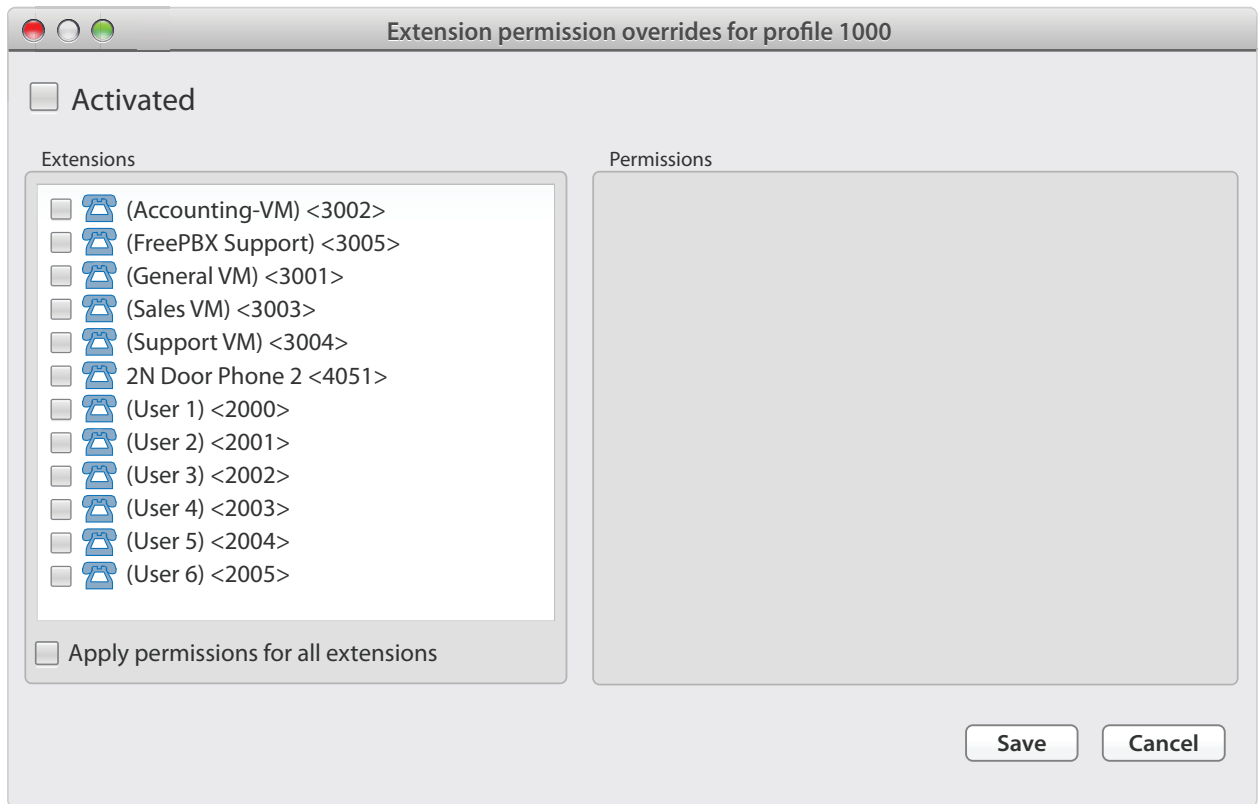 Extension permission overrides for profile 1000
Activated
Extensions
(Accounting-VM) <3002>
(FreePBX Support) <3005>
(General VM) <3001>
(Sales VM) <3003>
(Support VM) <3004>
2N Door Phone 2 <4051>
(User 1) <2000>
(User 2) <2001>
(User 3) <2002>
(User 4) <2003>
(User 5) <2004>
(User 6) <2005>
Apply permissions for all extensions
Permissions
Save
Cancel